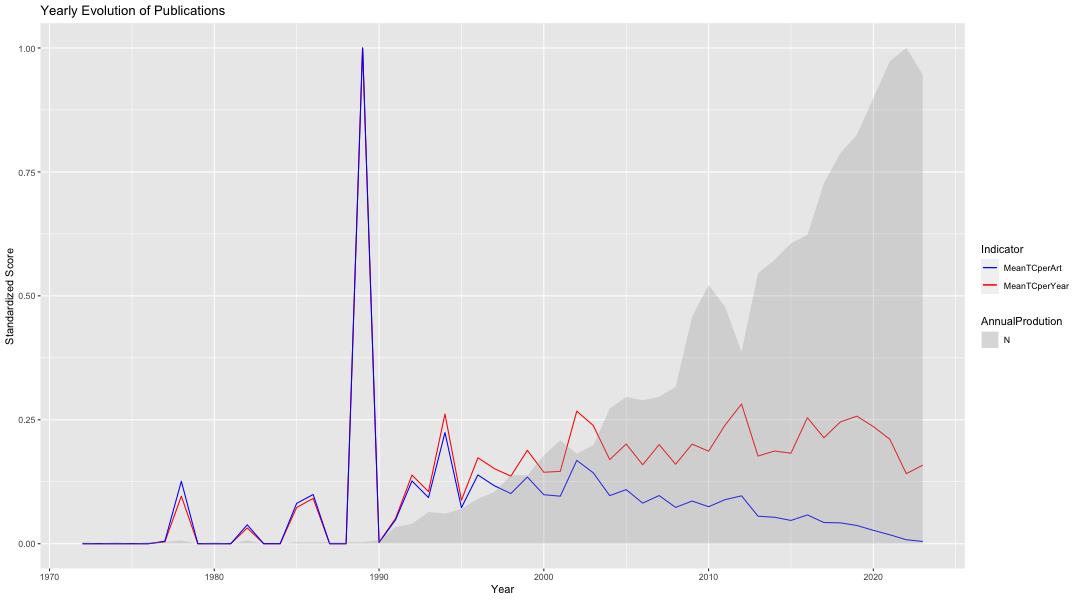 Yearly Evolution of Publications
Standardized Score
1.00
0.75
0.50
0.25
0.00
1970 1980 1990 2000 2010 2020
Year
Indicator
MeanTCperArt
MeanTCperYear
AnnualProdution
N